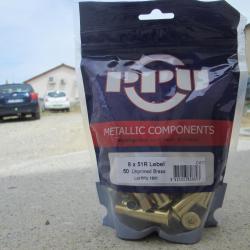 PPU
METALLIC COMPONENTS
8 x 51R Lebel
50 Unprimed Brass